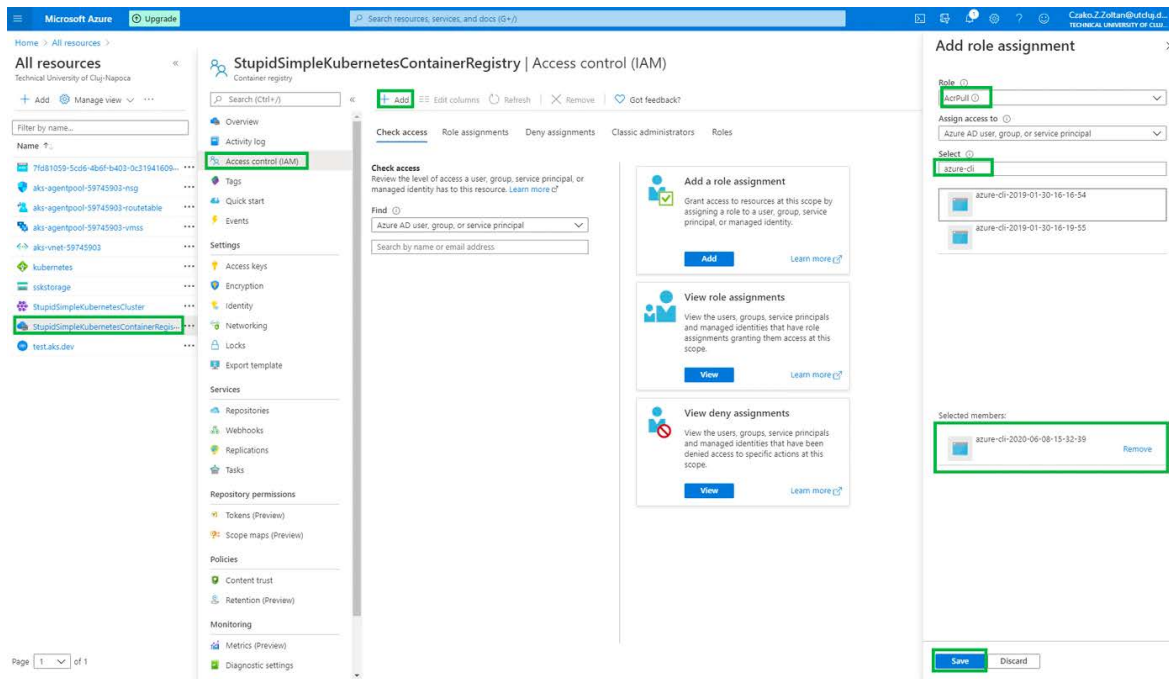 Microsoft Azure
Upgrade
Search resources, services, and docs (G+/)
Czako.Z.Zoltan@utcluj.d...
TECHNICAL UNIVERSITY OF CLUJ...
Home > All resources >
All resources
Technical University of Cluj-Napoca
+ Add
Manage view
Filter by name...
Name ↑↓
7fd81059-5cd6-4b6f-b403-0c31941609...
aks-agentpool-59745903-nsg
aks-agentpool-59745903-routetable
aks-agentpool-59745903-vmss
aks-vnet-59745903
kubernetes
sskstorage
StupidSimpleKubernetesCluster
StupidSimpleKubernetesContainerRegis...
test.aks.dev
Page 1 of 1
StupidSimpleKubernetesContainerRegistry | Access control (IAM)
Container registry
Search (Ctrl+/)
Overview
Activity log
Access control (IAM)
Tags
Quick start
Events
Settings
Access keys
Encryption
Identity
Networking
Locks
Export template
Services
Repositories
Webhooks
Replications
Tasks
Repository permissions
Tokens (Preview)
Scope maps (Preview)
Policies
Content trust
Retention (Preview)
Monitoring
Metrics (Preview)
Diagnostic settings
+ Add
Edit columns
Refresh
Remove
Got feedback?
Check access
Role assignments
Deny assignments
Classic administrators
Roles
Check access
Review the level of access a user, group, service principal, or
managed identity has to this resource. Learn more
Find
Azure AD user, group, or service principal
Search by name or email address
Add a role assignment
Grant access to resources at this scope by
assigning a role to a user, group, service
principal, or managed identity.
Add
Learn more
View role assignments
View the users, groups, service principals
and managed identities that have role
assignments granting them access at this
scope.
View
Learn more
View deny assignments
View the users, groups, service principals
and managed identities that have been
denied access to specific actions at this
scope.
View
Learn more
Add role assignment
Role
AcrPull
Assign access to
Azure AD user, group, or service principal
Select
azure-cli
azure-cli-2019-01-30-16-16-54
azure-cli-2019-01-30-16-19-55
Selected members:
azure-cli-2020-06-08-15-32-39
Remove
Save
Discard